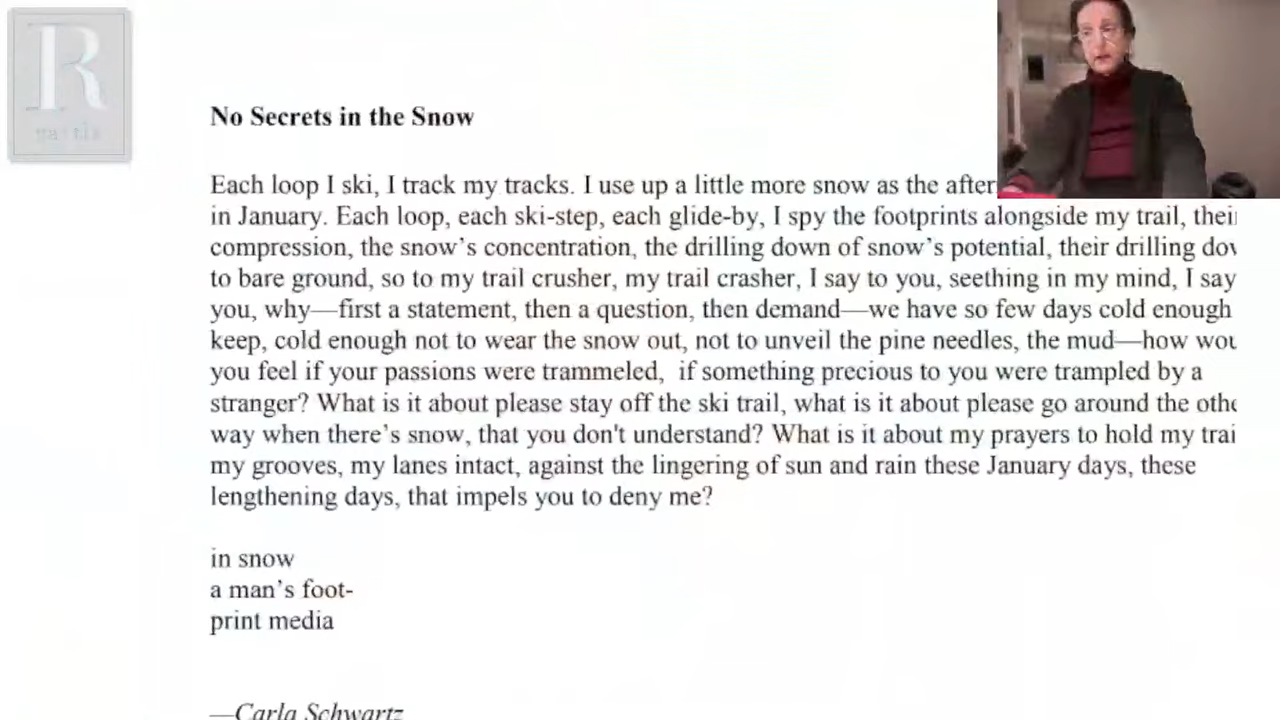 R
No Secrets in the Snow
Each loop I ski, I track my tracks. I use up a little more snow as the after
in January. Each loop, each ski-step, each glide-by, I spy the footprints alongside my trail, their
compression, the snow's concentration, the drilling down of snow's potential, their drilling dow
to bare ground, so to my trail crusher, my trail crasher, I say to you, seething in my mind, I say
you, why—first a statement, then a question, then demand—we have so few days cold enough
keep, cold enough not to wear the snow out, not to unveil the pine needles, the mud—how wou
you feel if your passions were trammeled,  if something precious to you were trampled by a
stranger? What is it about please stay off the ski trail, what is it about please go around the othe
way when there's snow, that you don't understand? What is it about my prayers to hold my trai
my grooves, my lanes intact, against the lingering of sun and rain these January days, these
lengthening days, that impels you to deny me?
in snow
a man's foot-
print media
—Carla Schwartz